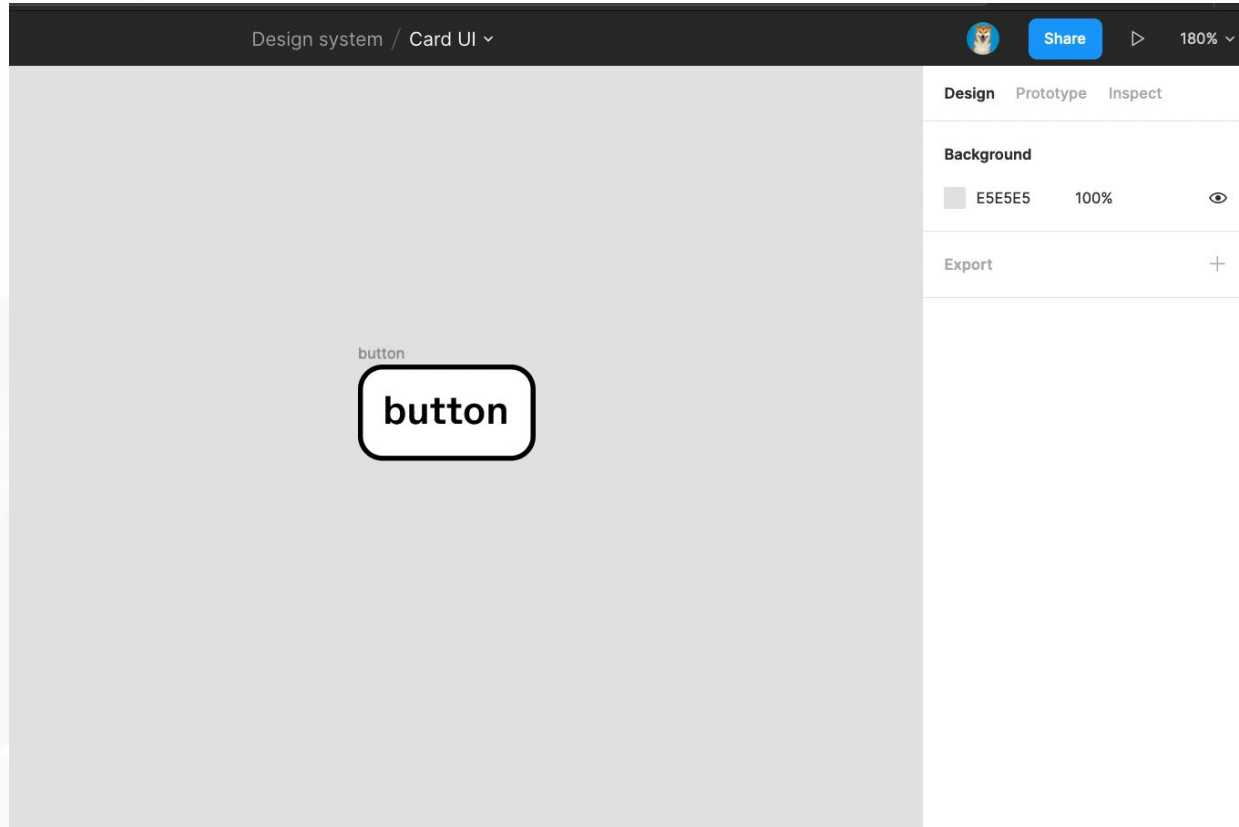 Design system / Card UI
Share
180%
Design Prototype Inspect
Background
E5E5E5 100%
Export
button
button